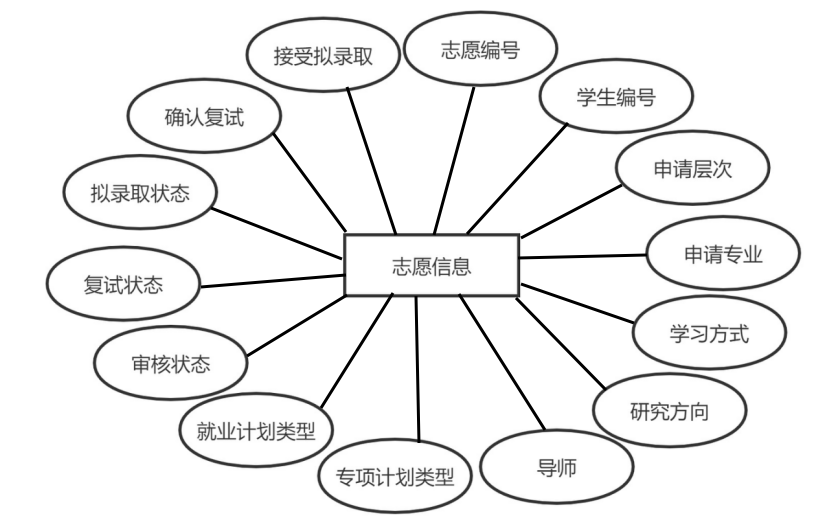 接受拟录取
志愿编号
学生编号
确认复试
申请层次
拟录取状态
申请专业
志愿信息
复试状态
学习方式
审核状态
研究方向
就业计划类型
导师
专项计划类型